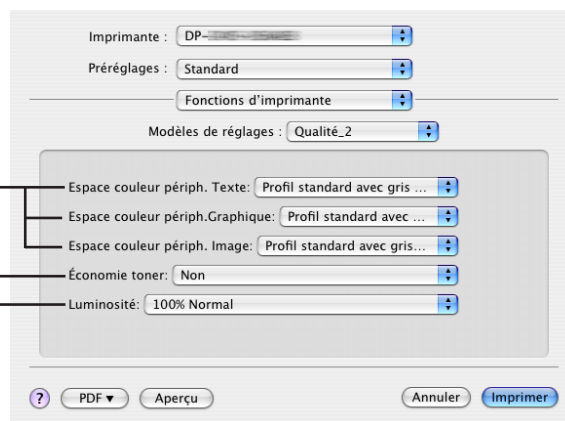 Imprimante : DP-
Préréglages : Standard
Fonctions d'imprimante
Modèles de réglages : Qualité_2
Espace couleur périph. Texte: Profil standard avec gris ...
Espace couleur périph.Graphique: Profil standard avec ...
Espace couleur périph. Image: Profil standard avec gris...
Économie toner: Non
Luminosité: 100% Normal
? PDF ▼ Aperçu Annuler Imprimer